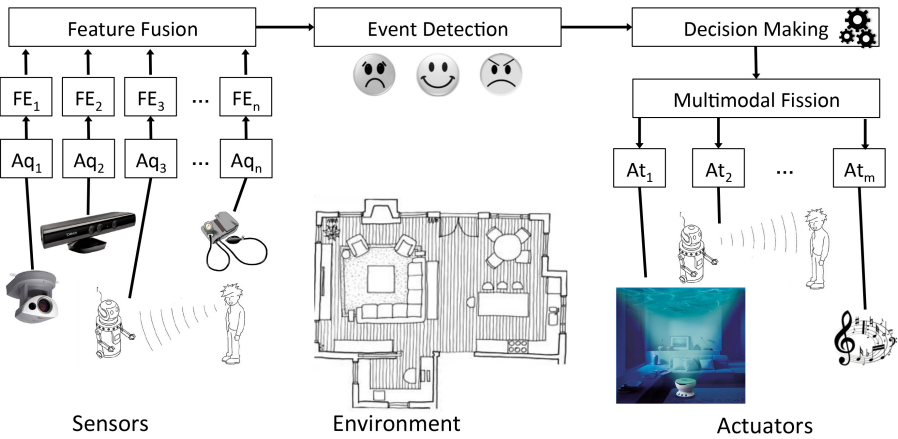 Feature Fusion
Event Detection
Decision Making
FE1
FE2
FE3
...
FEn
Multimodal Fission
Aq1
Aq2
Aq3
...
Aqn
At1
At2
...
Atm
Sensors
Environment
Actuators